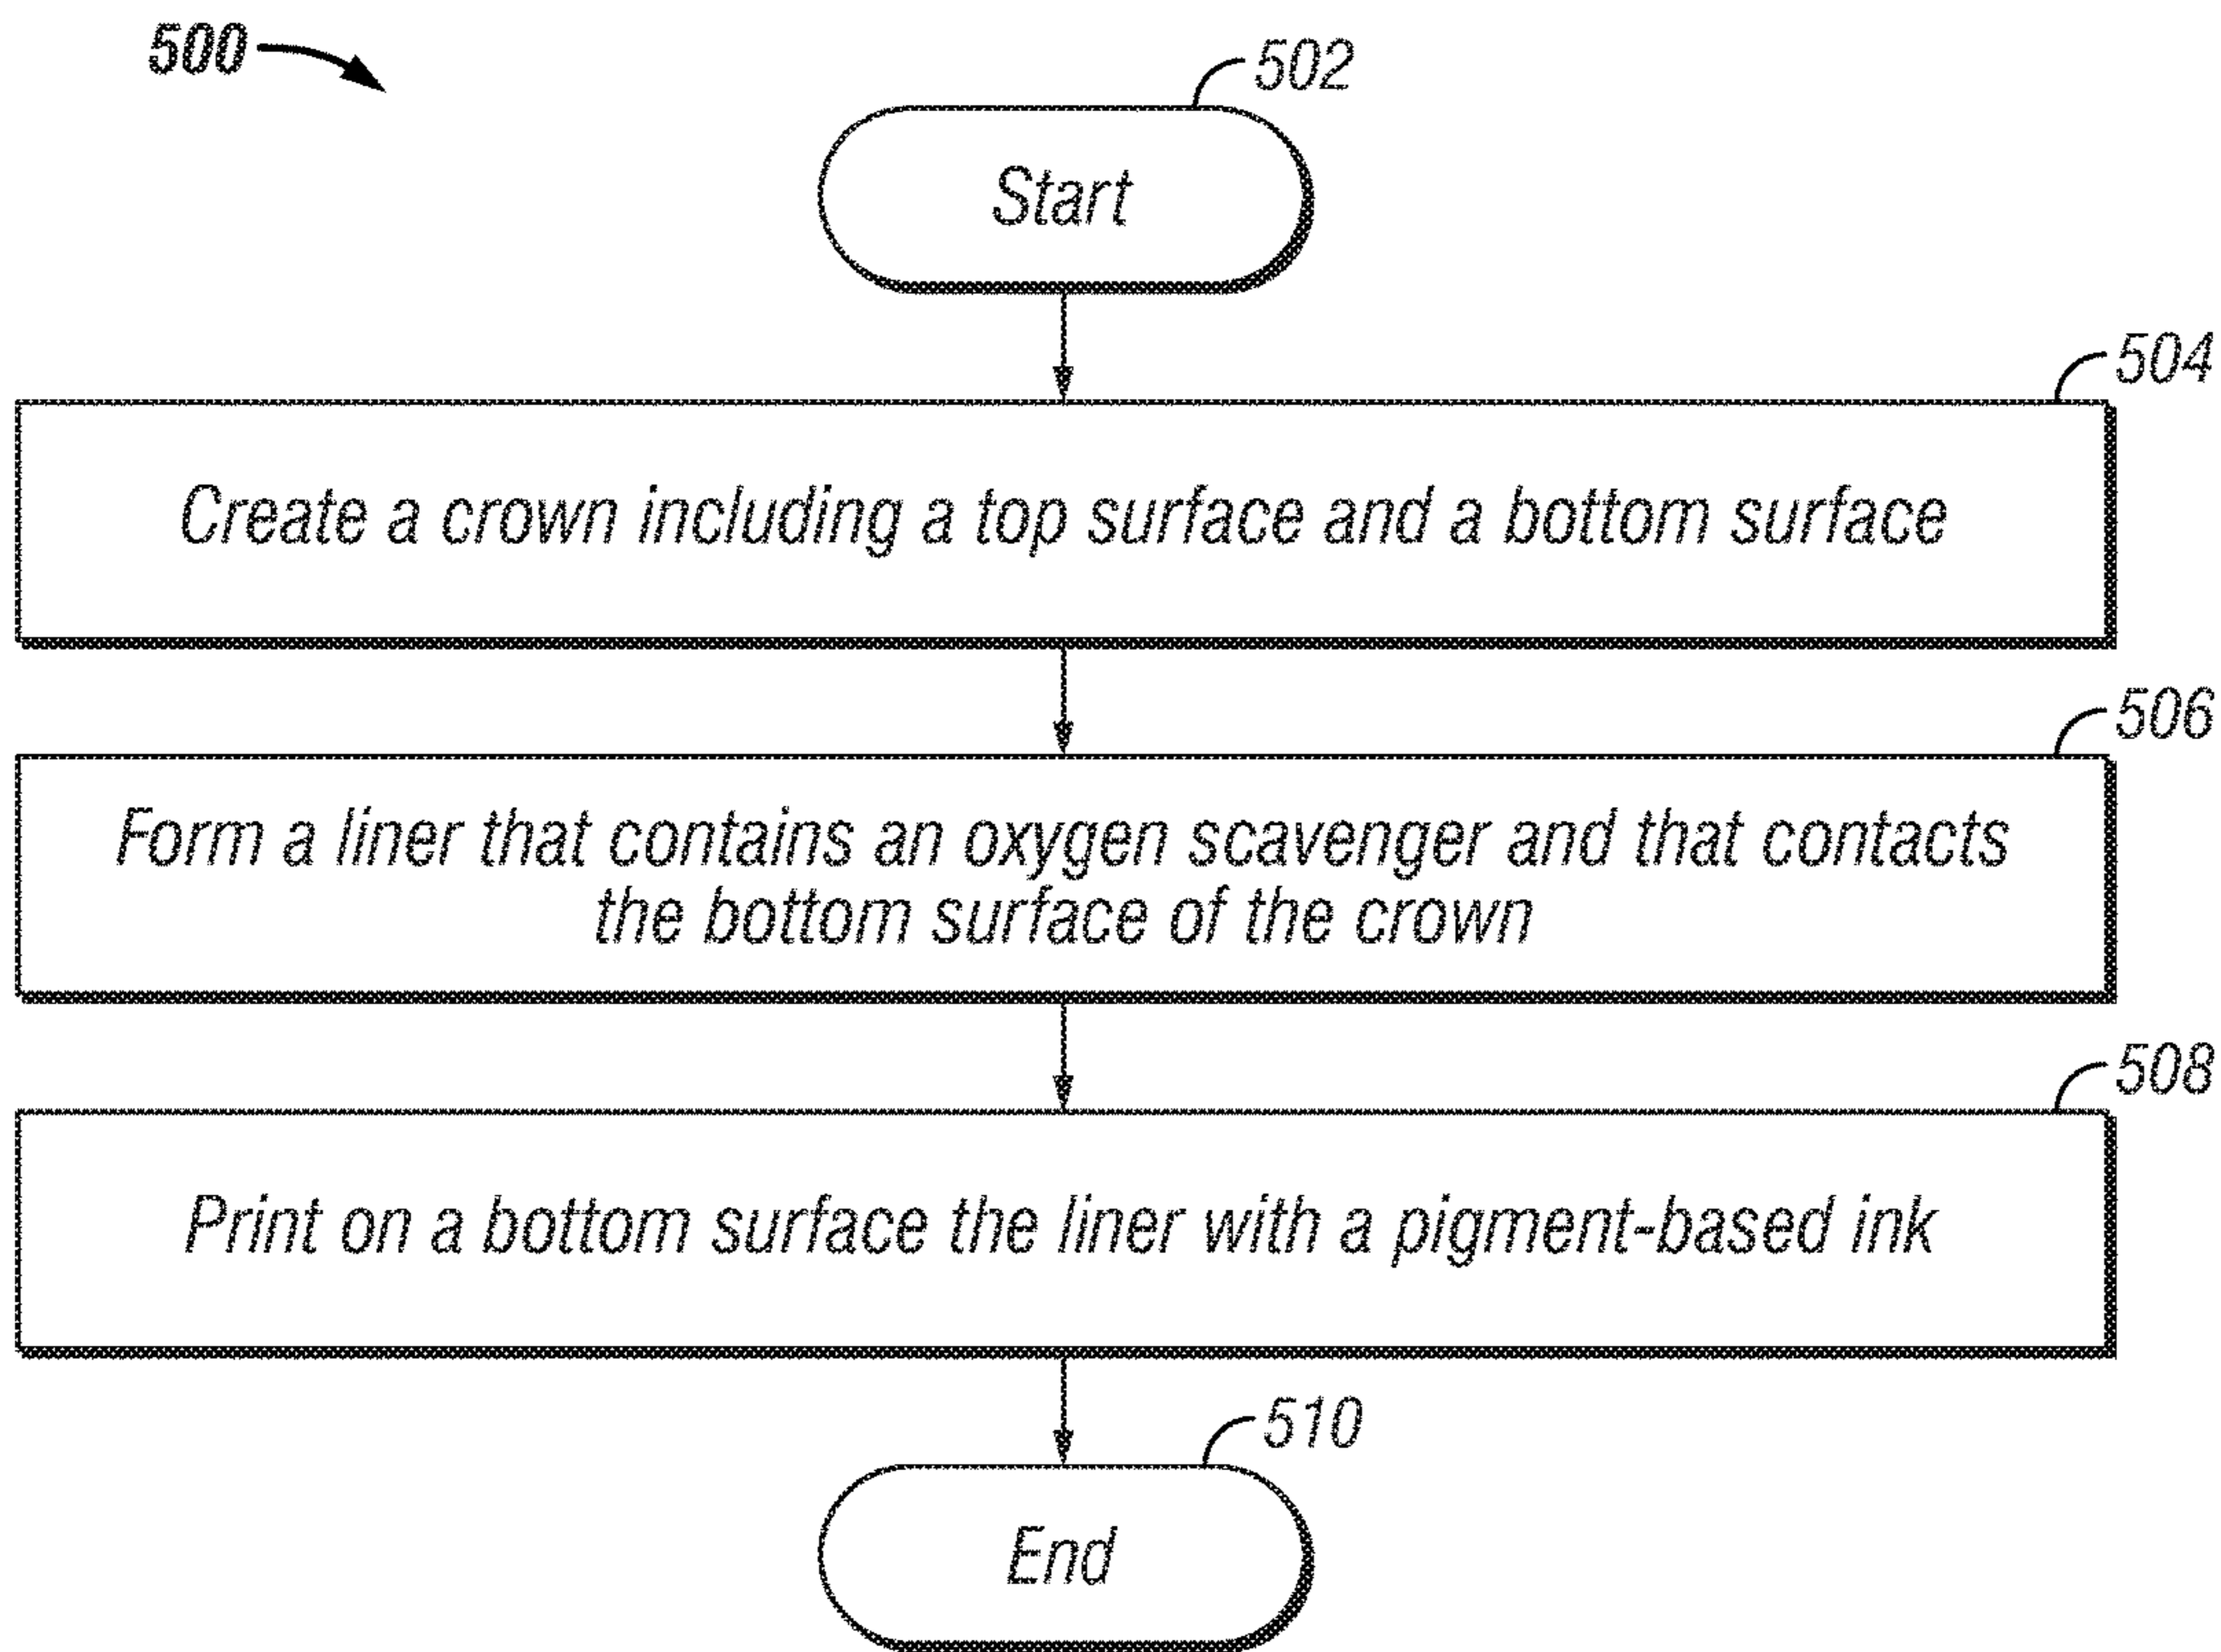 500
502
Start
504
Create a crown including a top surface and a bottom surface
506
Form a liner that contains an oxygen scavenger and that contacts
the bottom surface of the crown
508
Print on a bottom surface the liner with a pigment-based ink
510
End